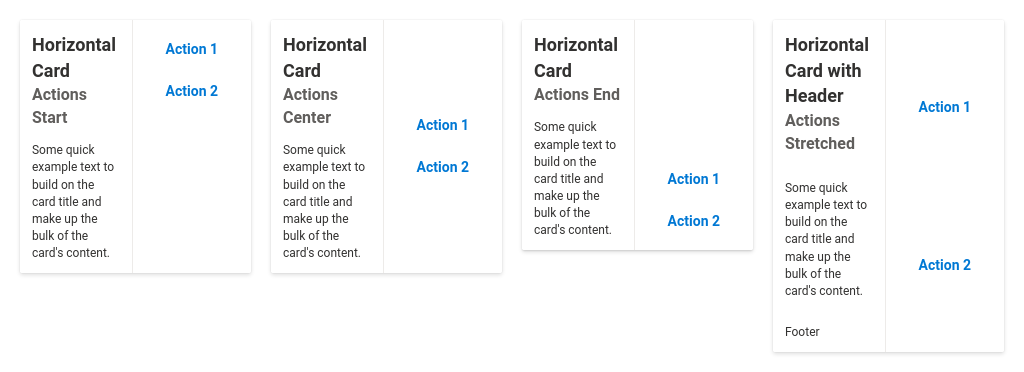 Horizontal
Card
Actions
Start
Some quick
example text to
build on the
card title and
make up the
bulk of the
card's content.
Action 1
Action 2
Horizontal
Card
Actions
Center
Some quick
example text to
build on the
card title and
make up the
bulk of the
card's content.
Action 1
Action 2
Horizontal
Card
Actions End
Some quick
example text to
build on the
card title and
make up the
bulk of the
card's content.
Action 1
Action 2
Horizontal
Card with
Header
Actions
Stretched
Some quick
example text to
build on the
card title and
make up the
bulk of the
card's content.
Footer
Action 1
Action 2